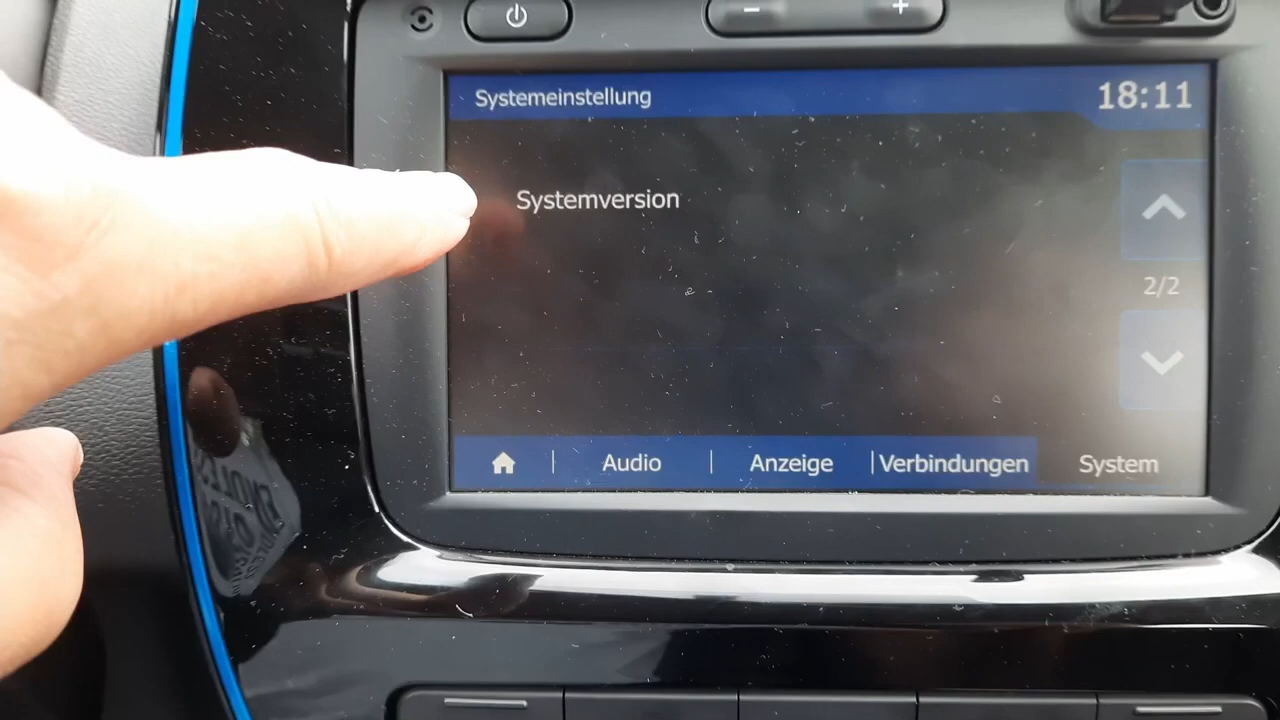 Systemeinstellung
18:11
Systemversion
2/2
Audio
Anzeige
Verbindungen
System